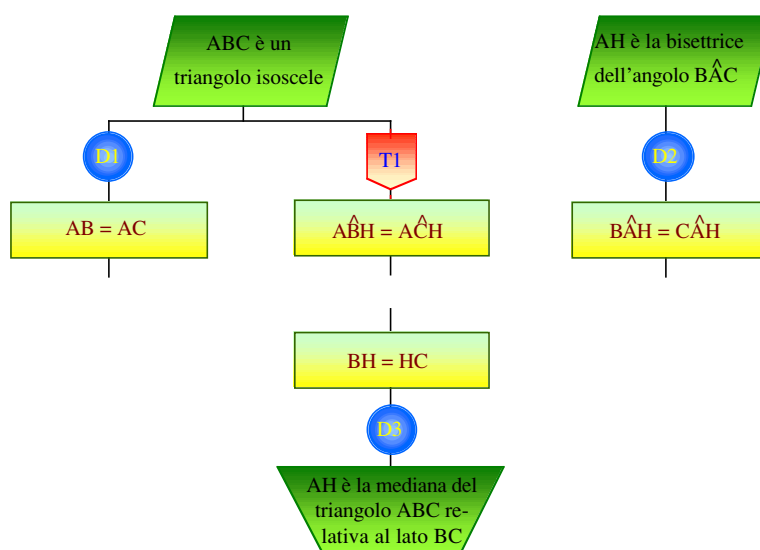 ABC è un
triangolo isoscele
AH è la bisettrice
dell'angolo BÂC
D1
T1
D2
AB = AC
AB̂H = AĈH
BÂH = CÂH
BH = HC
D3
AH è la mediana del
triangolo ABC re-
lativa al lato BC